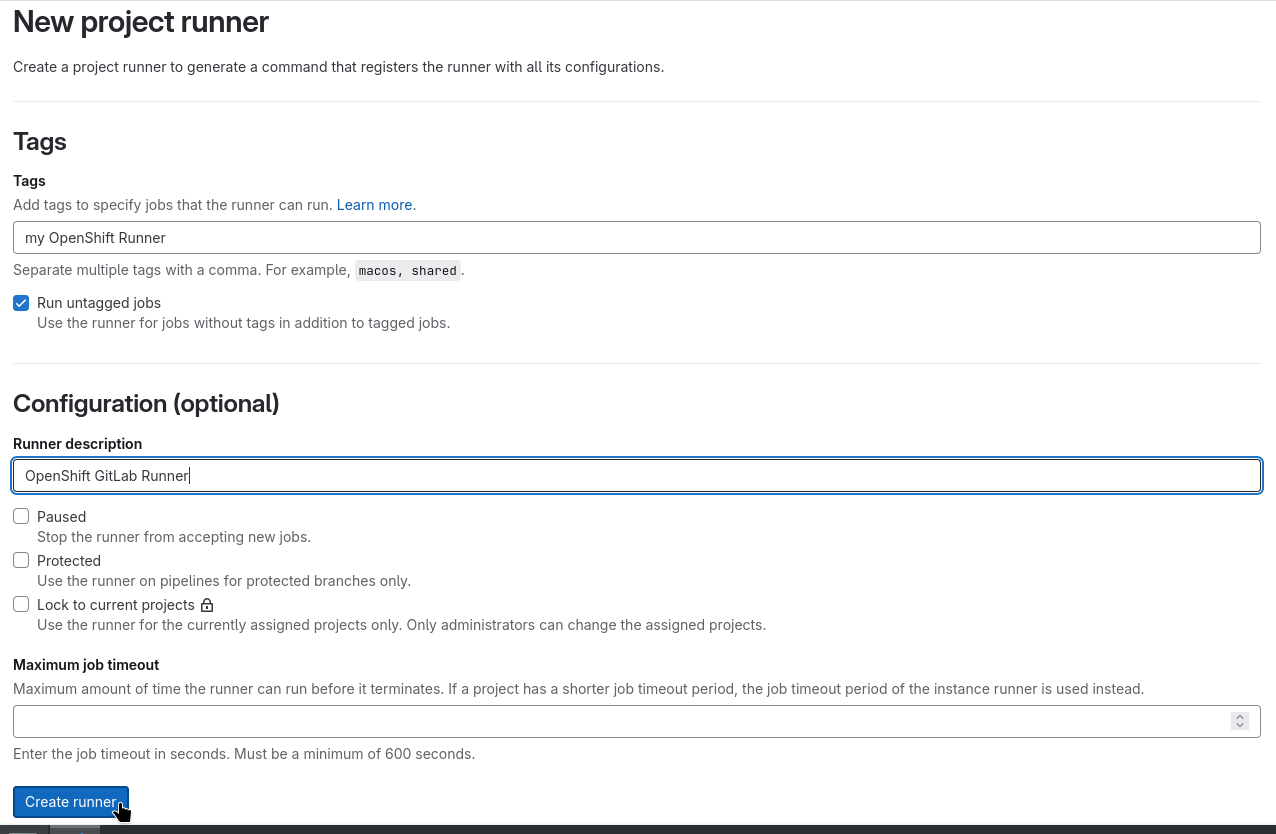 New project runner
Create a project runner to generate a command that registers the runner with all its configurations.
Tags
Tags
Add tags to specify jobs that the runner can run. Learn more.
my OpenShift Runner
Separate multiple tags with a comma. For example, macos, shared.
Run untagged jobs
Use the runner for jobs without tags in addition to tagged jobs.
Configuration (optional)
Runner description
OpenShift GitLab Runner
Paused
Stop the runner from accepting new jobs.
Protected
Use the runner on pipelines for protected branches only.
Lock to current projects
Use the runner for the currently assigned projects only. Only administrators can change the assigned projects.
Maximum job timeout
Maximum amount of time the runner can run before it terminates. If a project has a shorter job timeout period, the job timeout period of the instance runner is used instead.
Enter the job timeout in seconds. Must be a minimum of 600 seconds.
Create runner